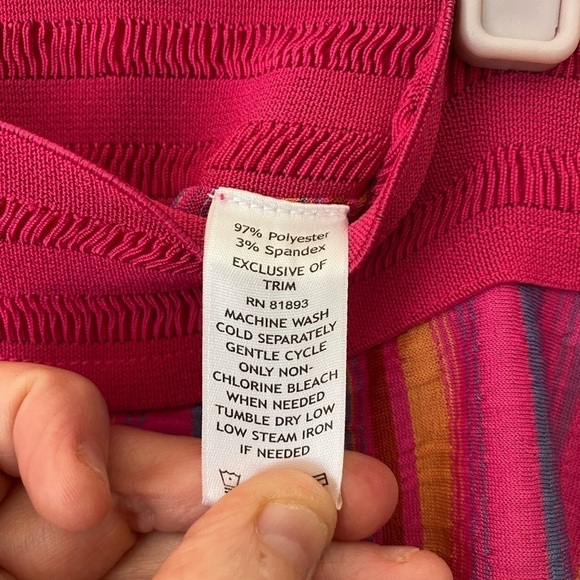 97% Polyester
3% Spandex
EXCLUSIVE OF
TRIM
RN 81893
MACHINE WASH
COLD SEPARATELY
GENTLE CYCLE
ONLY NON-
CHLORINE BLEACH
WHEN NEEDED
TUMBLE DRY LOW
LOW STEAM IRON
IF NEEDED